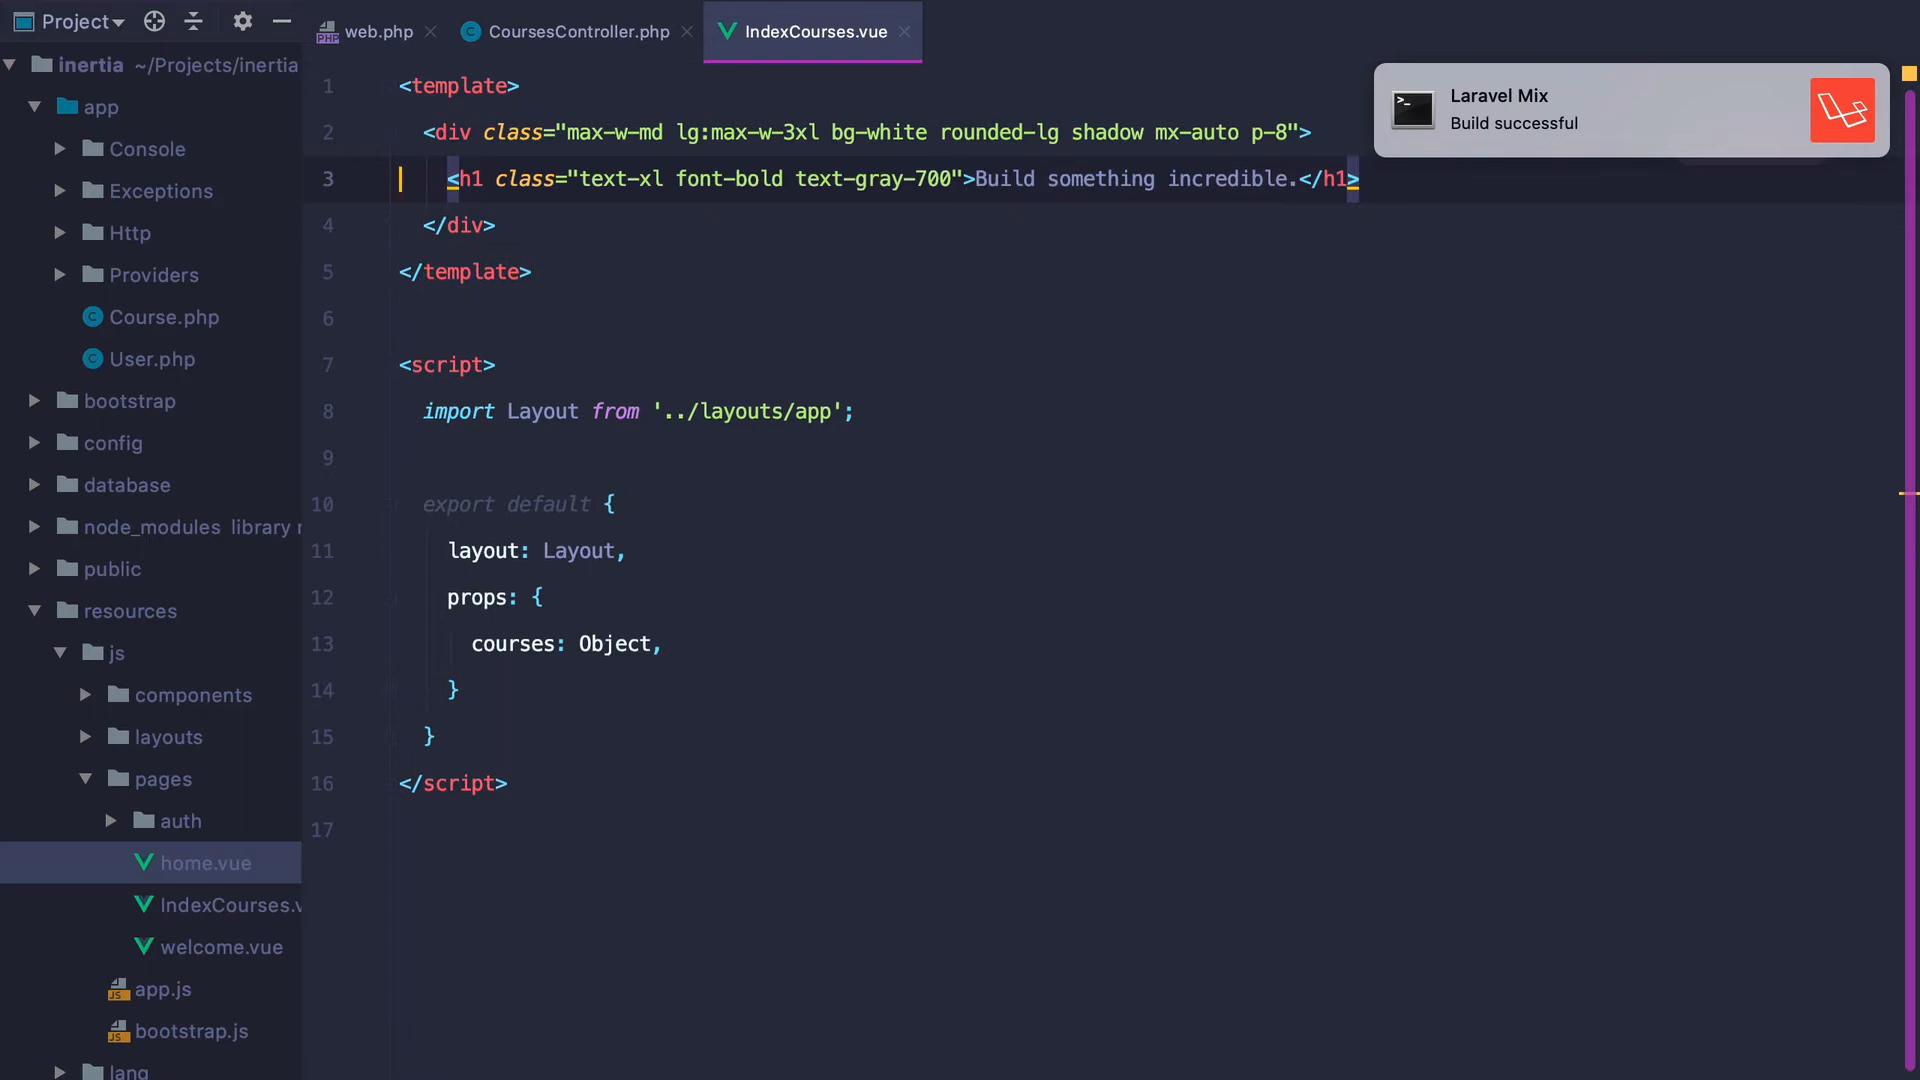 Project
web.php
CoursesController.php
IndexCourses.vue
inertia ~/Projects/inertia
app
Console
Exceptions
Http
Providers
Course.php
User.php
bootstrap
config
database
node_modules library r
public
resources
js
components
layouts
pages
auth
home.vue
IndexCourses.v
welcome.vue
app.js
bootstrap.js
lang
1 <template>
2 <div class="max-w-md lg:max-w-3xl bg-white rounded-lg shadow mx-auto p-8">
3 <h1 class="text-xl font-bold text-gray-700">Build something incredible.</h1>
4 </div>
5 </template>
6
7 <script>
8 import Layout from '../layouts/app';
9
10 export default {
11 layout: Layout,
12 props: {
13 courses: Object,
14 }
15 }
16 </script>
17
Laravel Mix
Build successful